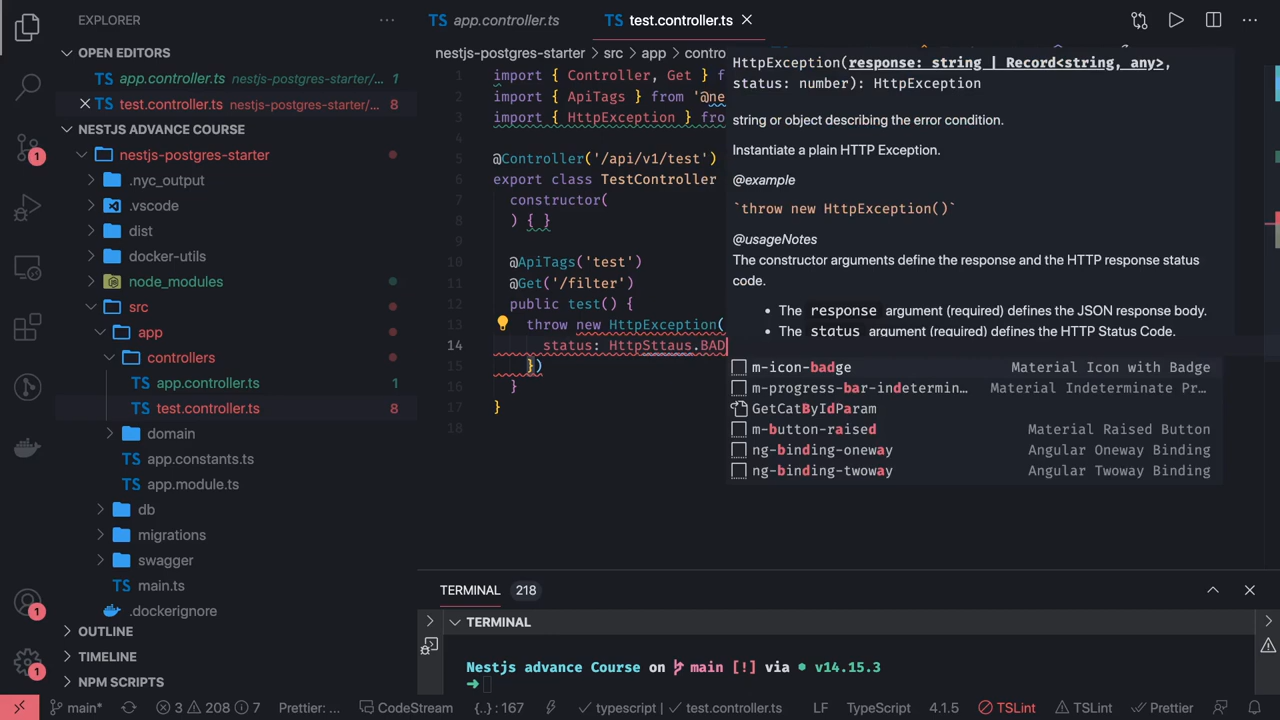 EXPLORER
OPEN EDITORS
TS app.controller.ts nestjs-postgres-starter/... 1
TS test.controller.ts nestjs-postgres-starter/... 8
NESTJS ADVANCE COURSE
nestjs-postgres-starter
.nyc_output
.vscode
dist
docker-utils
node_modules
src
app
controllers
TS app.controller.ts 1
TS test.controller.ts 8
domain
TS app.constants.ts
TS app.module.ts
db
migrations
swagger
TS main.ts
.dockerignore
OUTLINE
TIMELINE
NPM SCRIPTS
1
1
1
TS app.controller.ts
TS test.controller.ts
nestjs-postgres-starter > src > app > contro
1 import { Controller, Get } f
2 import { ApiTags } from '@ne
3 import { HttpException } fro
4
5 @Controller('/api/v1/test')
6 export class TestController
7 constructor(
8 ) { }
9
10 @ApiTags('test')
11 @Get('/filter')
12 public test() {
13 throw new HttpException(
14 status: HttpSttaus.BAD
15 })
16 }
17 }
18
HttpException(response: string | Record<string, any>,
status: number): HttpException
string or object describing the error condition.
Instantiate a plain HTTP Exception.
@example
`throw new HttpException()`
@usageNotes
The constructor arguments define the response and the HTTP response status
code.
• The response argument (required) defines the JSON response body.
• The status argument (required) defines the HTTP Status Code.
m-icon-badge Material Icon with Badge
m-progress-bar-indetermin... Material Indeterminate Pr...
GetCatByIdParam
m-button-raised Material Raised Button
ng-binding-oneway Angular Oneway Binding
ng-binding-twoway Angular Twoway Binding
TERMINAL 218
TERMINAL
Nestjs advance Course on main [!] via v14.15.3
➜
main* 3 208 7 Prettier: ... CodeStream {..} : 167 typescript | test.controller.ts LF TypeScript 4.1.5 TSLint TSLint Prettier